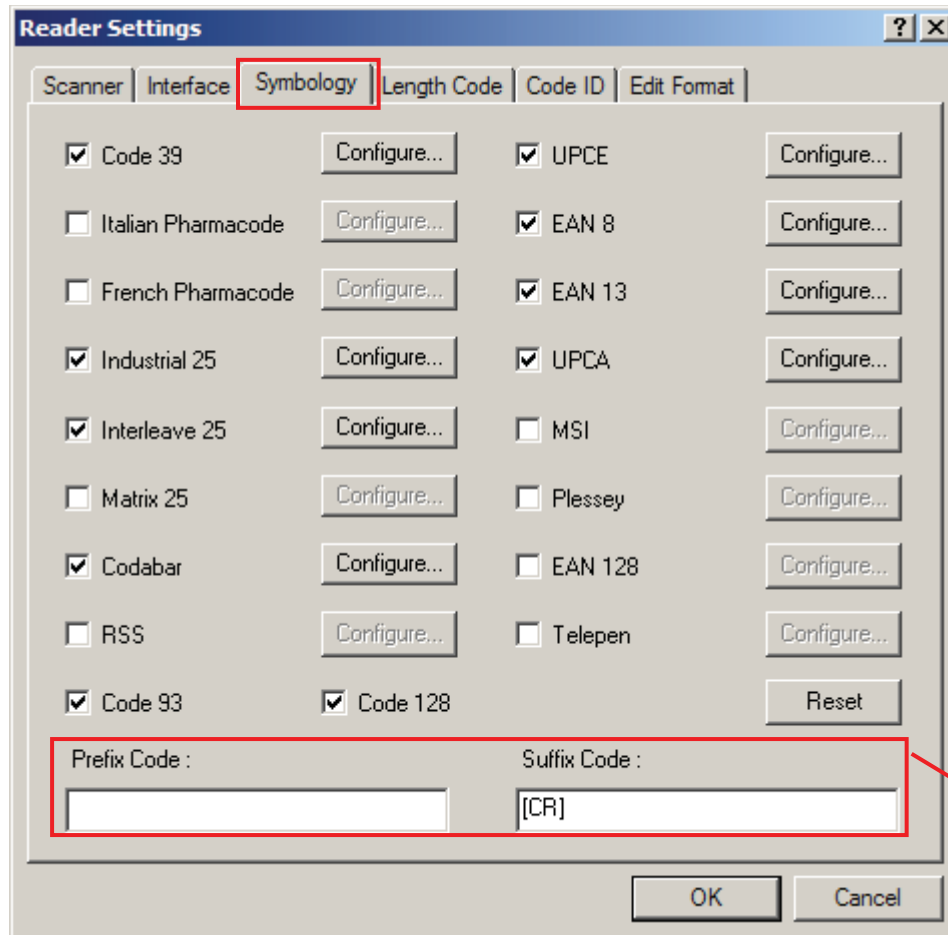 Reader Settings
Scanner Interface Symbology Length Code Code ID Edit Format
Code 39 Configure... UPCE Configure...
Italian Pharmacode Configure... EAN 8 Configure...
French Pharmacode Configure... EAN 13 Configure...
Industrial 25 Configure... UPCA Configure...
Interleave 25 Configure... MSI Configure...
Matrix 25 Configure... Plessey Configure...
Codabar Configure... EAN 128 Configure...
RSS Configure... Telepen Configure...
Code 93 Code 128 Reset
Prefix Code : Suffix Code :
[CR]
OK Cancel